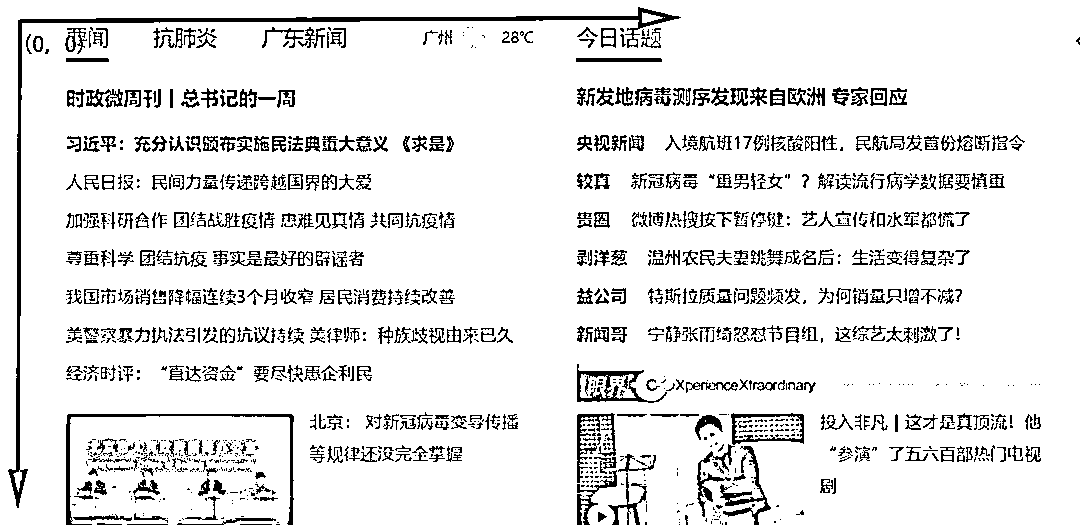 (0, 0)
要闻 抗肺炎 广东新闻 广州 28℃
时政微周刊丨总书记的一周
习近平：充分认识颁布实施民法典重大意义 《求是》
人民日报：民间力量传递跨越国界的大爱
加强科研合作 团结战胜疫情 患难见真情 共同抗疫情
尊重科学 团结抗疫 事实是最好的辟谣者
我国市场销售降幅连续3个月收窄 居民消费持续改善
美警察暴力执法引发的抗议持续 美律师：种族歧视由来已久
经济时评：“直达资金”要尽快惠企利民
北京： 对新冠病毒变异传播
等规律还没完全掌握
今日话题
新发地病毒测序发现来自欧洲 专家回应
央视新闻 入境航班17例核酸阳性，民航局发首份熔断指令
较真 新冠病毒“重男轻女”？解读流行病学数据要慎重
贵圈 微博热搜按下暂停键：艺人宣传和水军都慌了
剥洋葱 温州农民夫妻跳舞成名后：生活变得复杂了
益公司 特斯拉质量问题频发，为何销量只增不减？
新闻哥 宁静张雨绮怒怼节目组，这综艺太刺激了！
眼界 XperienceXtraordinary
投入非凡丨这才是真顶流！他
“参演”了五六百部热门电视
剧